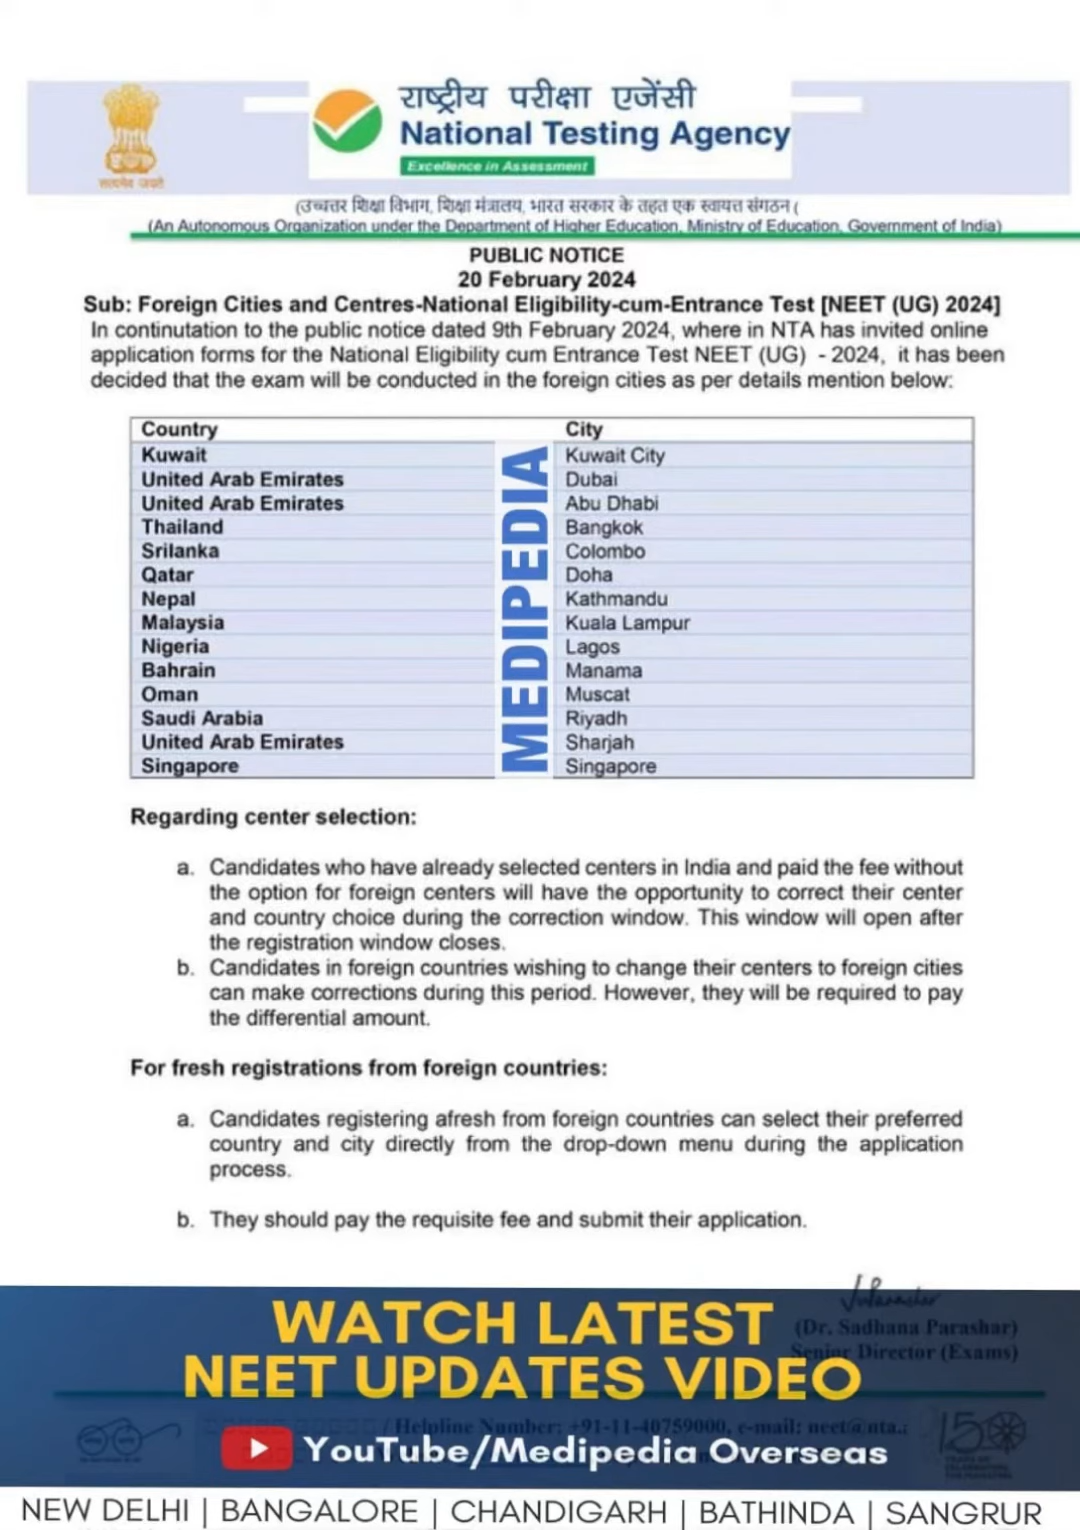 राष्ट्रीय परीक्षा एजेंसी
National Testing Agency
Excellence in Assessment
सत्यमेव जयते
(उच्चतर शिक्षा विभाग, शिक्षा मंत्रालय, भारत सरकार के तहत एक स्वायत्त संगठन (
(An Autonomous Organization under the Department of Higher Education, Ministry of Education, Government of India)
PUBLIC NOTICE
20 February 2024
Sub: Foreign Cities and Centres-National Eligibility-cum-Entrance Test [NEET (UG) 2024]
In continutation to the public notice dated 9th February 2024, where in NTA has invited online
application forms for the National Eligibility cum Entrance Test NEET (UG) - 2024, it has been
decided that the exam will be conducted in the foreign cities as per details mention below:
Country City
Kuwait Kuwait City
United Arab Emirates Dubai
United Arab Emirates Abu Dhabi
Thailand Bangkok
Srilanka Colombo
Qatar Doha
Nepal Kathmandu
Malaysia Kuala Lampur
Nigeria Lagos
Bahrain Manama
Oman Muscat
Saudi Arabia Riyadh
United Arab Emirates Sharjah
Singapore Singapore
MEDIPEDIA
Regarding center selection:
a. Candidates who have already selected centers in India and paid the fee without
the option for foreign centers will have the opportunity to correct their center
and country choice during the correction window. This window will open after
the registration window closes.
b. Candidates in foreign countries wishing to change their centers to foreign cities
can make corrections during this period. However, they will be required to pay
the differential amount.
For fresh registrations from foreign countries:
a. Candidates registering afresh from foreign countries can select their preferred
country and city directly from the drop-down menu during the application
process.
b. They should pay the requisite fee and submit their application.
(Dr. Sadhana Parashar)
Senior Director (Exams)
WATCH LATEST
NEET UPDATES VIDEO
/ Helpline Number: +91-11-40759000, e-mail: neet@nta.:
150
YouTube/Medipedia Overseas
NEW DELHI | BANGALORE | CHANDIGARH | BATHINDA | SANGRUR